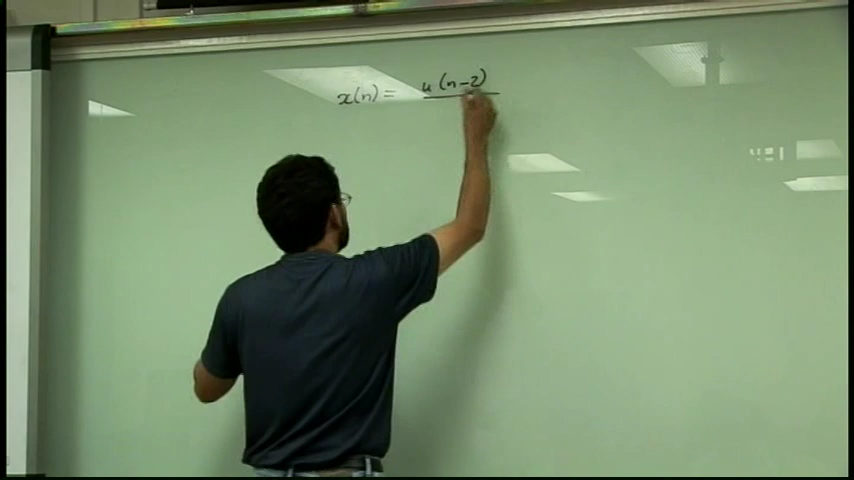 x(n) = u(n-2)